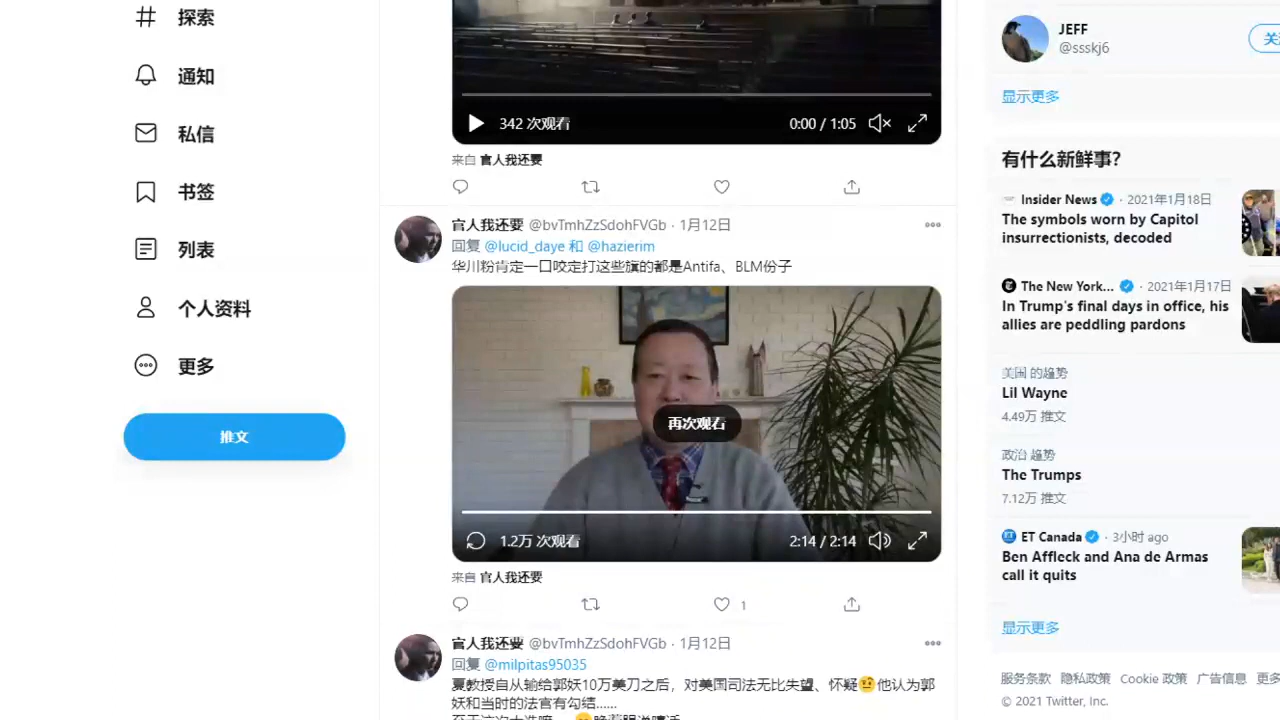 探索
通知
私信
书签
列表
个人资料
更多
推文
342 次观看
0:00 / 1:05
来自 官人我还要
官人我还要 @bvTmhZzSdohFVGb · 1月12日
回复 @lucid_daye 和 @hazierim
华川粉肯定一口咬定打这些旗的都是Antifa、BLM份子
再次观看
1.2万 次观看
2:14 / 2:14
来自 官人我还要
1
官人我还要 @bvTmhZzSdohFVGb · 1月12日
回复 @milpitas95035
夏教授自从输给郭妖10万美刀之后，对美国司法无比失望、怀疑🤨他认为郭
妖和当时的法官有勾结......
JEFF
@ssskj6
关
显示更多
有什么新鲜事？
Insider News · 2021年1月18日
The symbols worn by Capitol
insurrectionists, decoded
The New York... · 2021年1月17日
In Trump's final days in office, his
allies are peddling pardons
美国 的趋势
Lil Wayne
4.49万 推文
政治 趋势
The Trumps
7.12万 推文
ET Canada · 3小时 ago
Ben Affleck and Ana de Armas
call it quits
显示更多
服务条款 隐私政策 Cookie 政策 广告信息 更多
© 2021 Twitter, Inc.